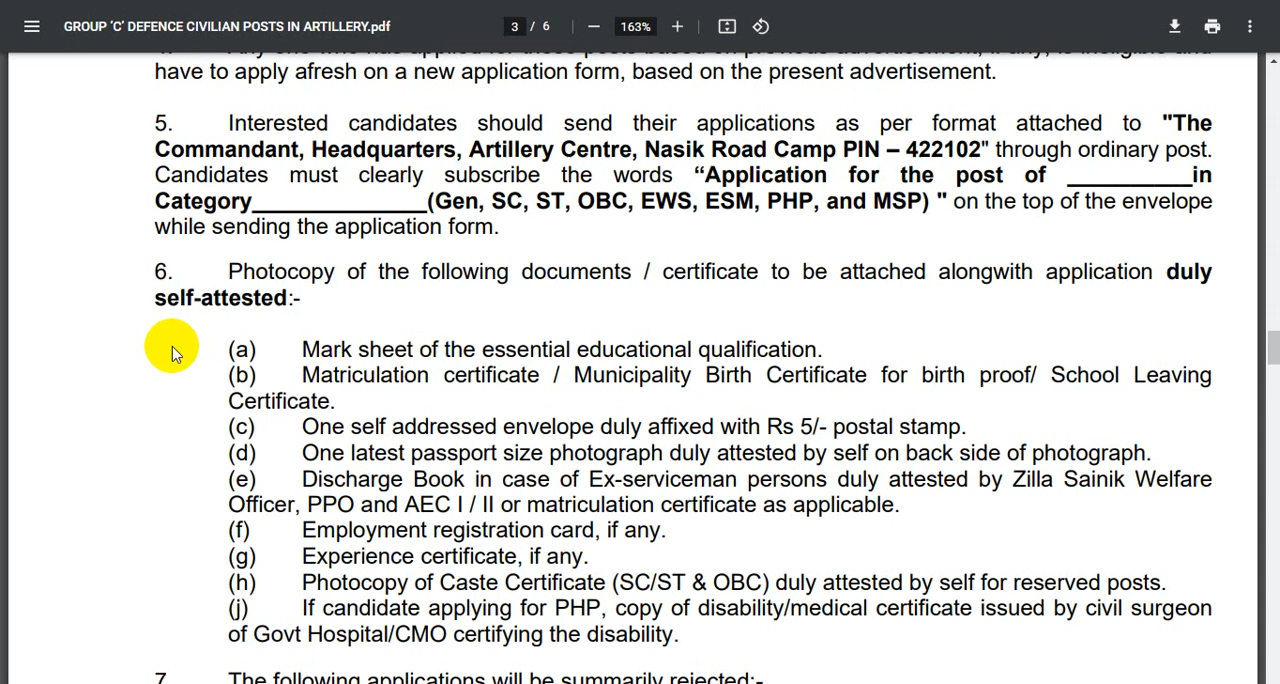 GROUP ‘C’ DEFENCE CIVILIAN POSTS IN ARTILLERY.pdf
3 / 6
163%
have to apply afresh on a new application form, based on the present advertisement.
5. Interested candidates should send their applications as per format attached to "The
Commandant, Headquarters, Artillery Centre, Nasik Road Camp PIN – 422102" through ordinary post.
Candidates must clearly subscribe the words “Application for the post of __________in
Category______________(Gen, SC, ST, OBC, EWS, ESM, PHP, and MSP) " on the top of the envelope
while sending the application form.
6. Photocopy of the following documents / certificate to be attached alongwith application duly
self-attested:-
(a) Mark sheet of the essential educational qualification.
(b) Matriculation certificate / Municipality Birth Certificate for birth proof/ School Leaving
Certificate.
(c) One self addressed envelope duly affixed with Rs 5/- postal stamp.
(d) One latest passport size photograph duly attested by self on back side of photograph.
(e) Discharge Book in case of Ex-serviceman persons duly attested by Zilla Sainik Welfare
Officer, PPO and AEC I / II or matriculation certificate as applicable.
(f) Employment registration card, if any.
(g) Experience certificate, if any.
(h) Photocopy of Caste Certificate (SC/ST & OBC) duly attested by self for reserved posts.
(j) If candidate applying for PHP, copy of disability/medical certificate issued by civil surgeon
of Govt Hospital/CMO certifying the disability.
7. The following applications will be summarily rejected:-